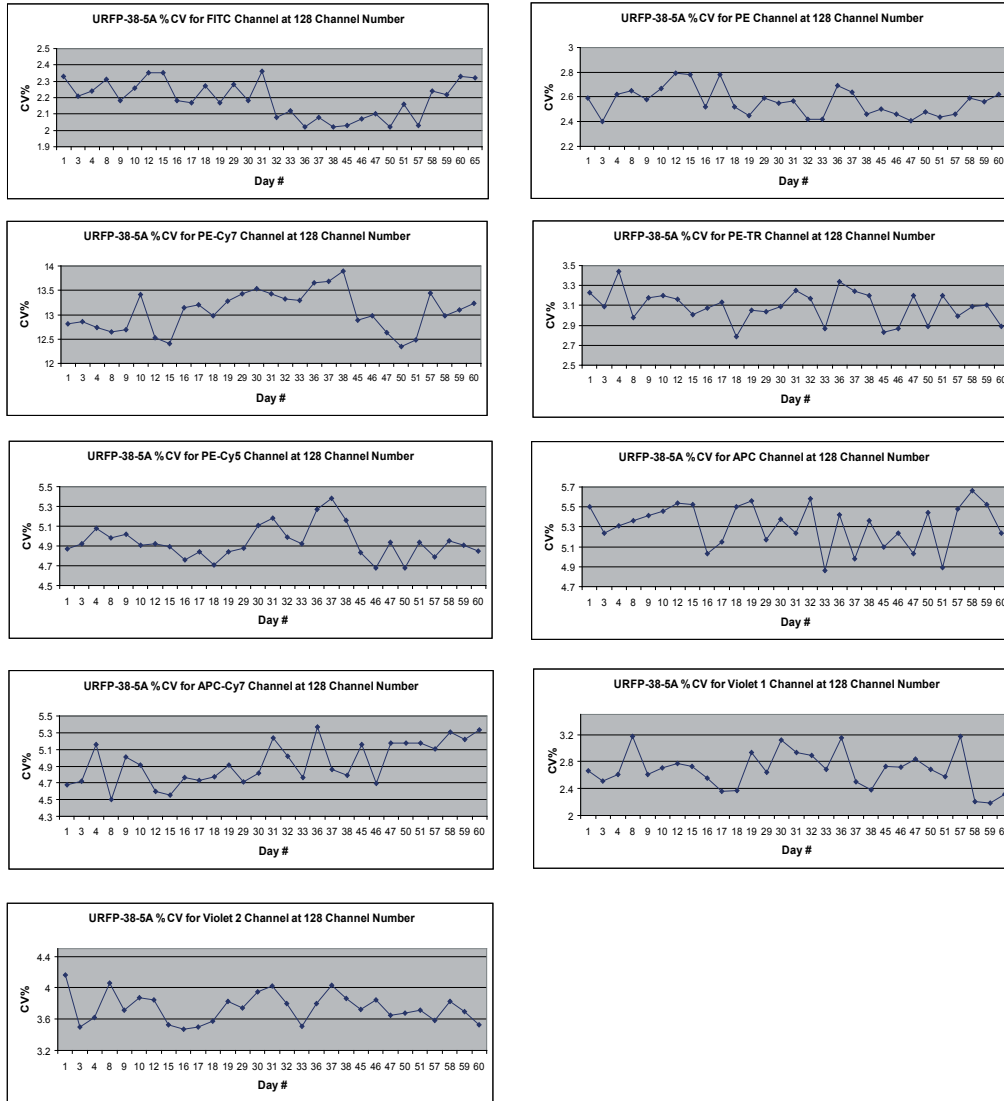 URFP-38-5A %CV for FITC Channel at 128 Channel Number
2.5
2.4
2.3
2.2
2.1
2
1.9
CV%
1 3 4 8 9 10 12 15 16 17 18 19 29 30 31 32 33 36 37 38 45 46 47 50 51 57 58 59 60 65
Day #
URFP-38-5A %CV for PE Channel at 128 Channel Number
3
2.8
2.6
2.4
2.2
CV%
1 3 4 8 9 10 12 15 16 17 18 19 29 30 31 32 33 36 37 38 45 46 47 50 51 57 58 59 60
Day #
URFP-38-5A %CV for PE-Cy7 Channel at 128 Channel Number
14
13.5
13
12.5
12
CV%
1 3 4 8 9 10 12 15 16 17 18 19 29 30 31 32 33 36 37 38 45 46 47 50 51 57 58 59 60
Day #
URFP-38-5A %CV for PE-TR Channel at 128 Channel Number
3.5
3.3
3.1
2.9
2.7
2.5
CV%
1 3 4 8 9 10 12 15 16 17 18 19 29 30 31 32 33 36 37 38 45 46 47 50 51 57 58 59 60
Day #
URFP-38-5A %CV for PE-Cy5 Channel at 128 Channel Number
5.5
5.3
5.1
4.9
4.7
4.5
CV%
1 3 4 8 9 10 12 15 16 17 18 19 29 30 31 32 33 36 37 38 45 46 47 50 51 57 58 59 60
Day #
URFP-38-5A %CV for APC Channel at 128 Channel Number
5.7
5.5
5.3
5.1
4.9
4.7
CV%
1 3 4 8 9 10 12 15 16 17 18 19 29 30 31 32 33 36 37 38 45 46 47 50 51 57 58 59 60
Day #
URFP-38-5A %CV for APC-Cy7 Channel at 128 Channel Number
5.5
5.3
5.1
4.9
4.7
4.5
4.3
CV%
1 3 4 8 9 10 12 15 16 17 18 19 29 30 31 32 33 36 37 38 45 46 47 50 51 57 58 59 60
Day #
URFP-38-5A %CV for Violet 1 Channel at 128 Channel Number
3.2
2.8
2.4
2
CV%
1 3 4 8 9 10 12 15 16 17 18 19 29 30 31 32 33 36 37 38 45 46 47 50 51 57 58 59
Day #
URFP-38-5A %CV for Violet 2 Channel at 128 Channel Number
4.4
4
3.6
3.2
CV%
1 3 4 8 9 10 12 15 16 17 18 19 29 30 31 32 33 36 37 38 45 46 47 50 51 57 58 59 60
Day #